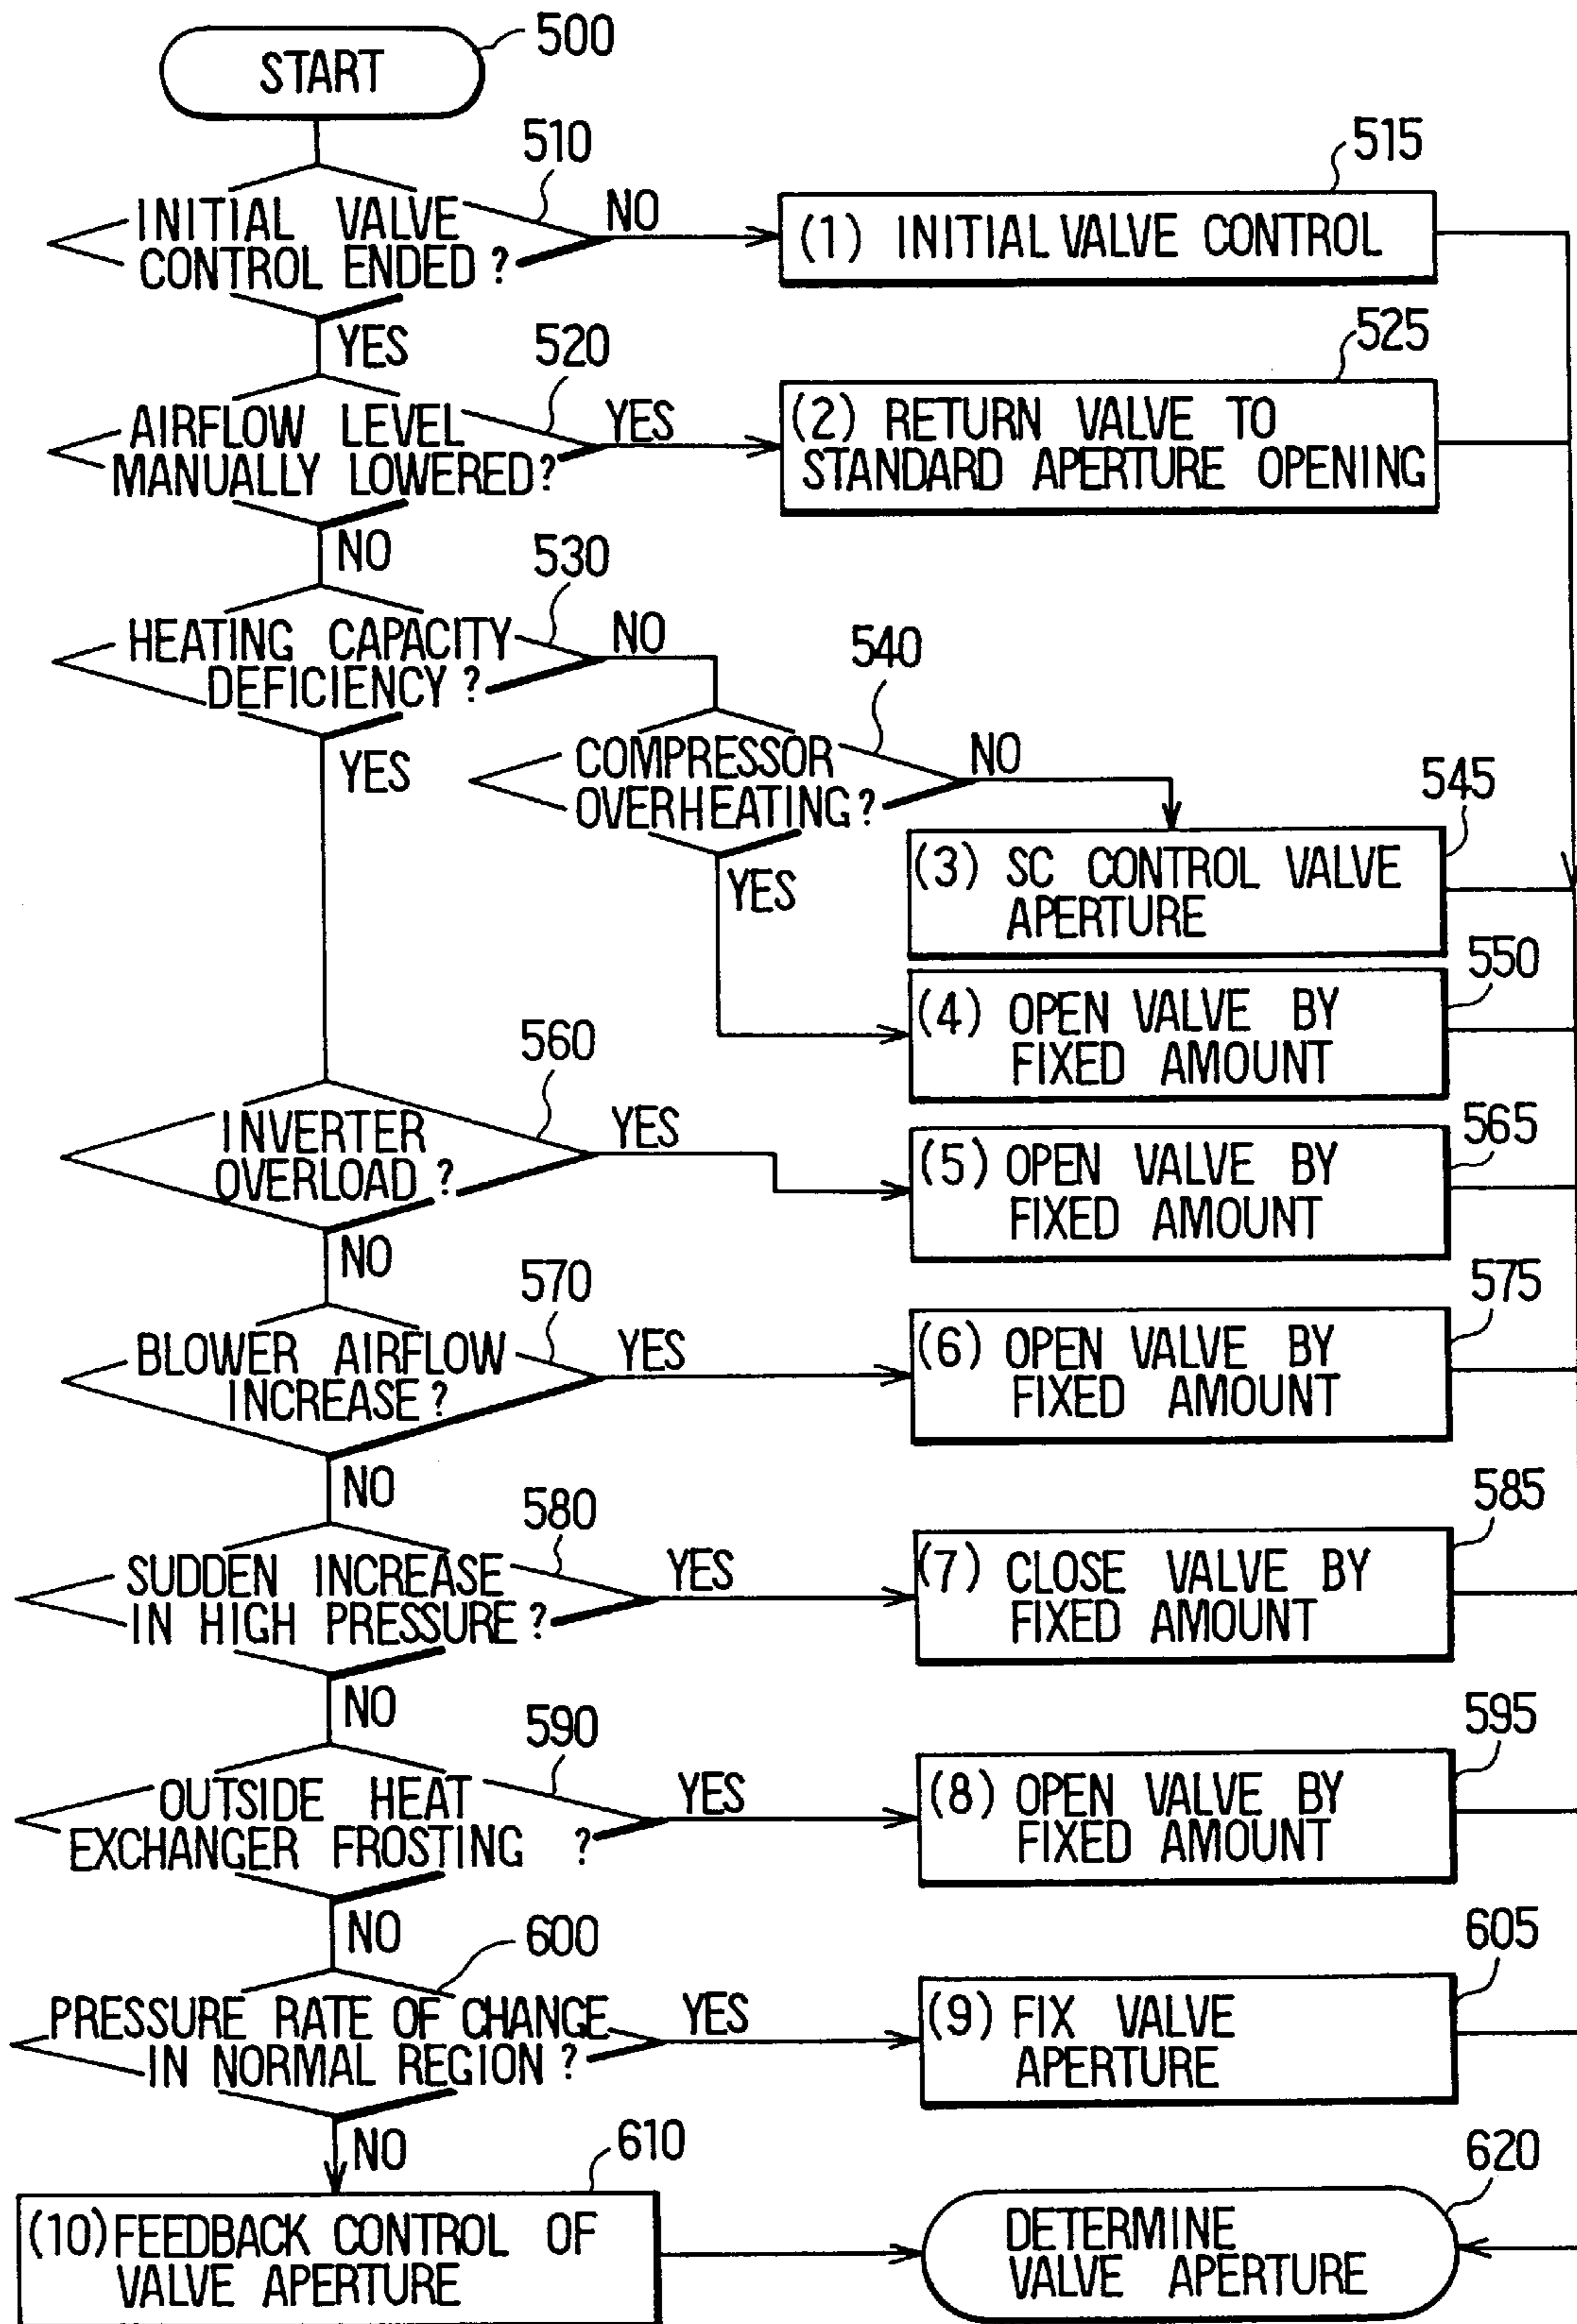 500
START
510
515
INITIAL VALVE
CONTROL ENDED?
NO
(1) INITIAL VALVE CONTROL
YES
520
525
AIRFLOW LEVEL
MANUALLY LOWERED?
YES
(2) RETURN VALVE TO
STANDARD APERTURE OPENING
NO
530
HEATING CAPACITY
DEFICIENCY?
NO
540
YES
COMPRESSOR
OVERHEATING?
NO
545
(3) SC CONTROL VALVE
APERTURE
YES
550
(4) OPEN VALVE BY
FIXED AMOUNT
560
INVERTER
OVERLOAD?
YES
565
(5) OPEN VALVE BY
FIXED AMOUNT
NO
570
575
BLOWER AIRFLOW
INCREASE?
YES
(6) OPEN VALVE BY
FIXED AMOUNT
NO
580
585
SUDDEN INCREASE
IN HIGH PRESSURE?
YES
(7) CLOSE VALVE BY
FIXED AMOUNT
NO
590
595
OUTSIDE HEAT
EXCHANGER FROSTING ?
YES
(8) OPEN VALVE BY
FIXED AMOUNT
NO
600
605
PRESSURE RATE OF CHANGE
IN NORMAL REGION?
YES
(9) FIX VALVE
APERTURE
NO
610
620
(10) FEEDBACK CONTROL OF
VALVE APERTURE
DETERMINE
VALVE APERTURE